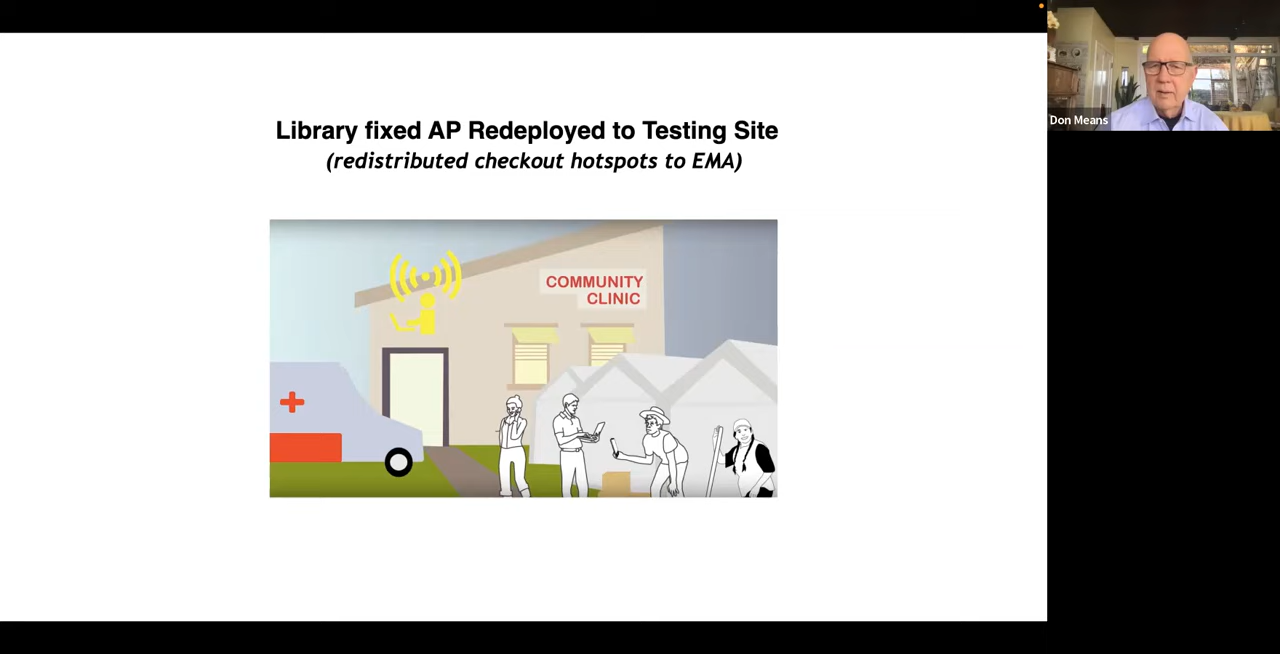 Library fixed AP Redeployed to Testing Site
(redistributed checkout hotspots to EMA)
COMMUNITY
CLINIC
Don Means